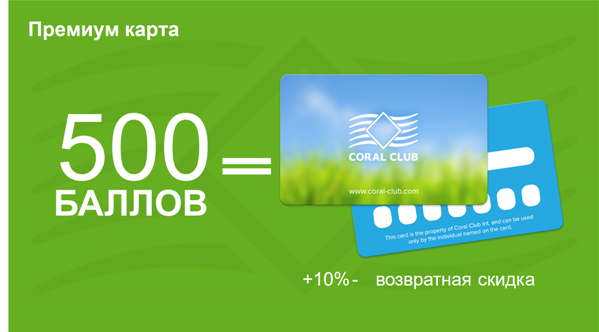 Премиум карта
500
БАЛЛОВ
=
CORAL CLUB
www.coral-club.com
This card is the property of Coral Club Int. and can be used
only by the individual named on the card.
+10%- возвратная скидка